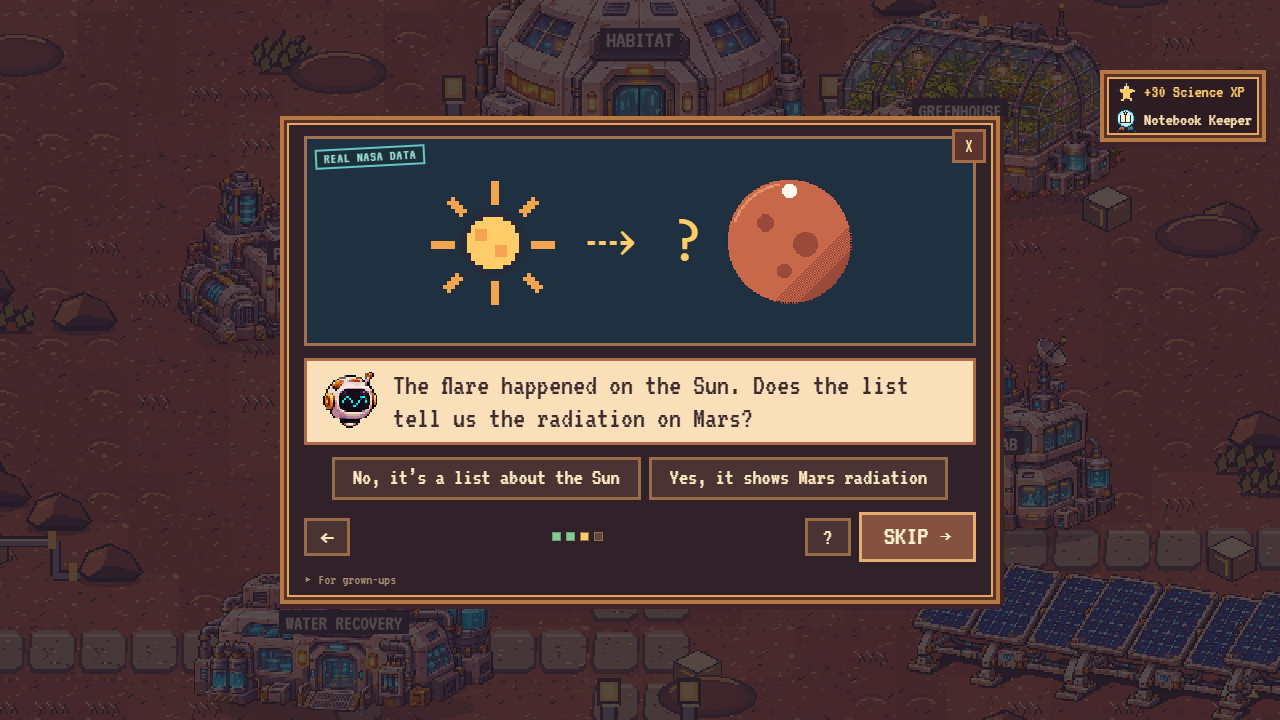 HABITAT
GREENHOUSE
+30 Science XP
Notebook Keeper
X
REAL NASA DATA
?
The flare happened on the Sun. Does the list
tell us the radiation on Mars?
No, it's a list about the Sun
Yes, it shows Mars radiation
←
?
SKIP →
▸ For grown-ups
WATER RECOVERY